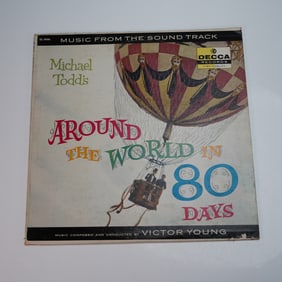 MUSIC FROM THE SOUND TRACK
DECCA
RECORDS
Michael
Todd's
AROUND
THE WORLD IN
80
DAYS
MUSIC COMPOSED AND CONDUCTED BY VICTOR YOUNG